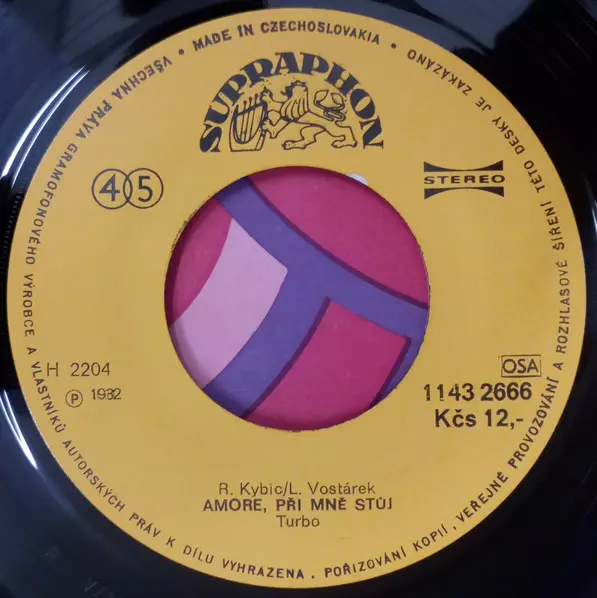 • MADE IN CZECHOSLOVAKIA •
VŠECHNA PRÁVA GRAMOFONOVÉHO VÝROBCE A VLASTNÍKŮ AUTORSKÝCH PRÁV K DÍLU VYHRAZENA. POŘIZOVÁNÍ KOPIÍ, VEŘEJNÉ PROVOZOVÁNÍ A ROZHLASOVÉ ŠÍŘENÍ TÉTO DESKY JE ZAKÁZÁNO
SUPRAPHON
45
STEREO
H 2204
℗ 1982
OSA
1143 2666
Kčs 12,-
R. Kybic/L. Vostárek
AMORE, PŘI MNĚ STŮJ
Turbo